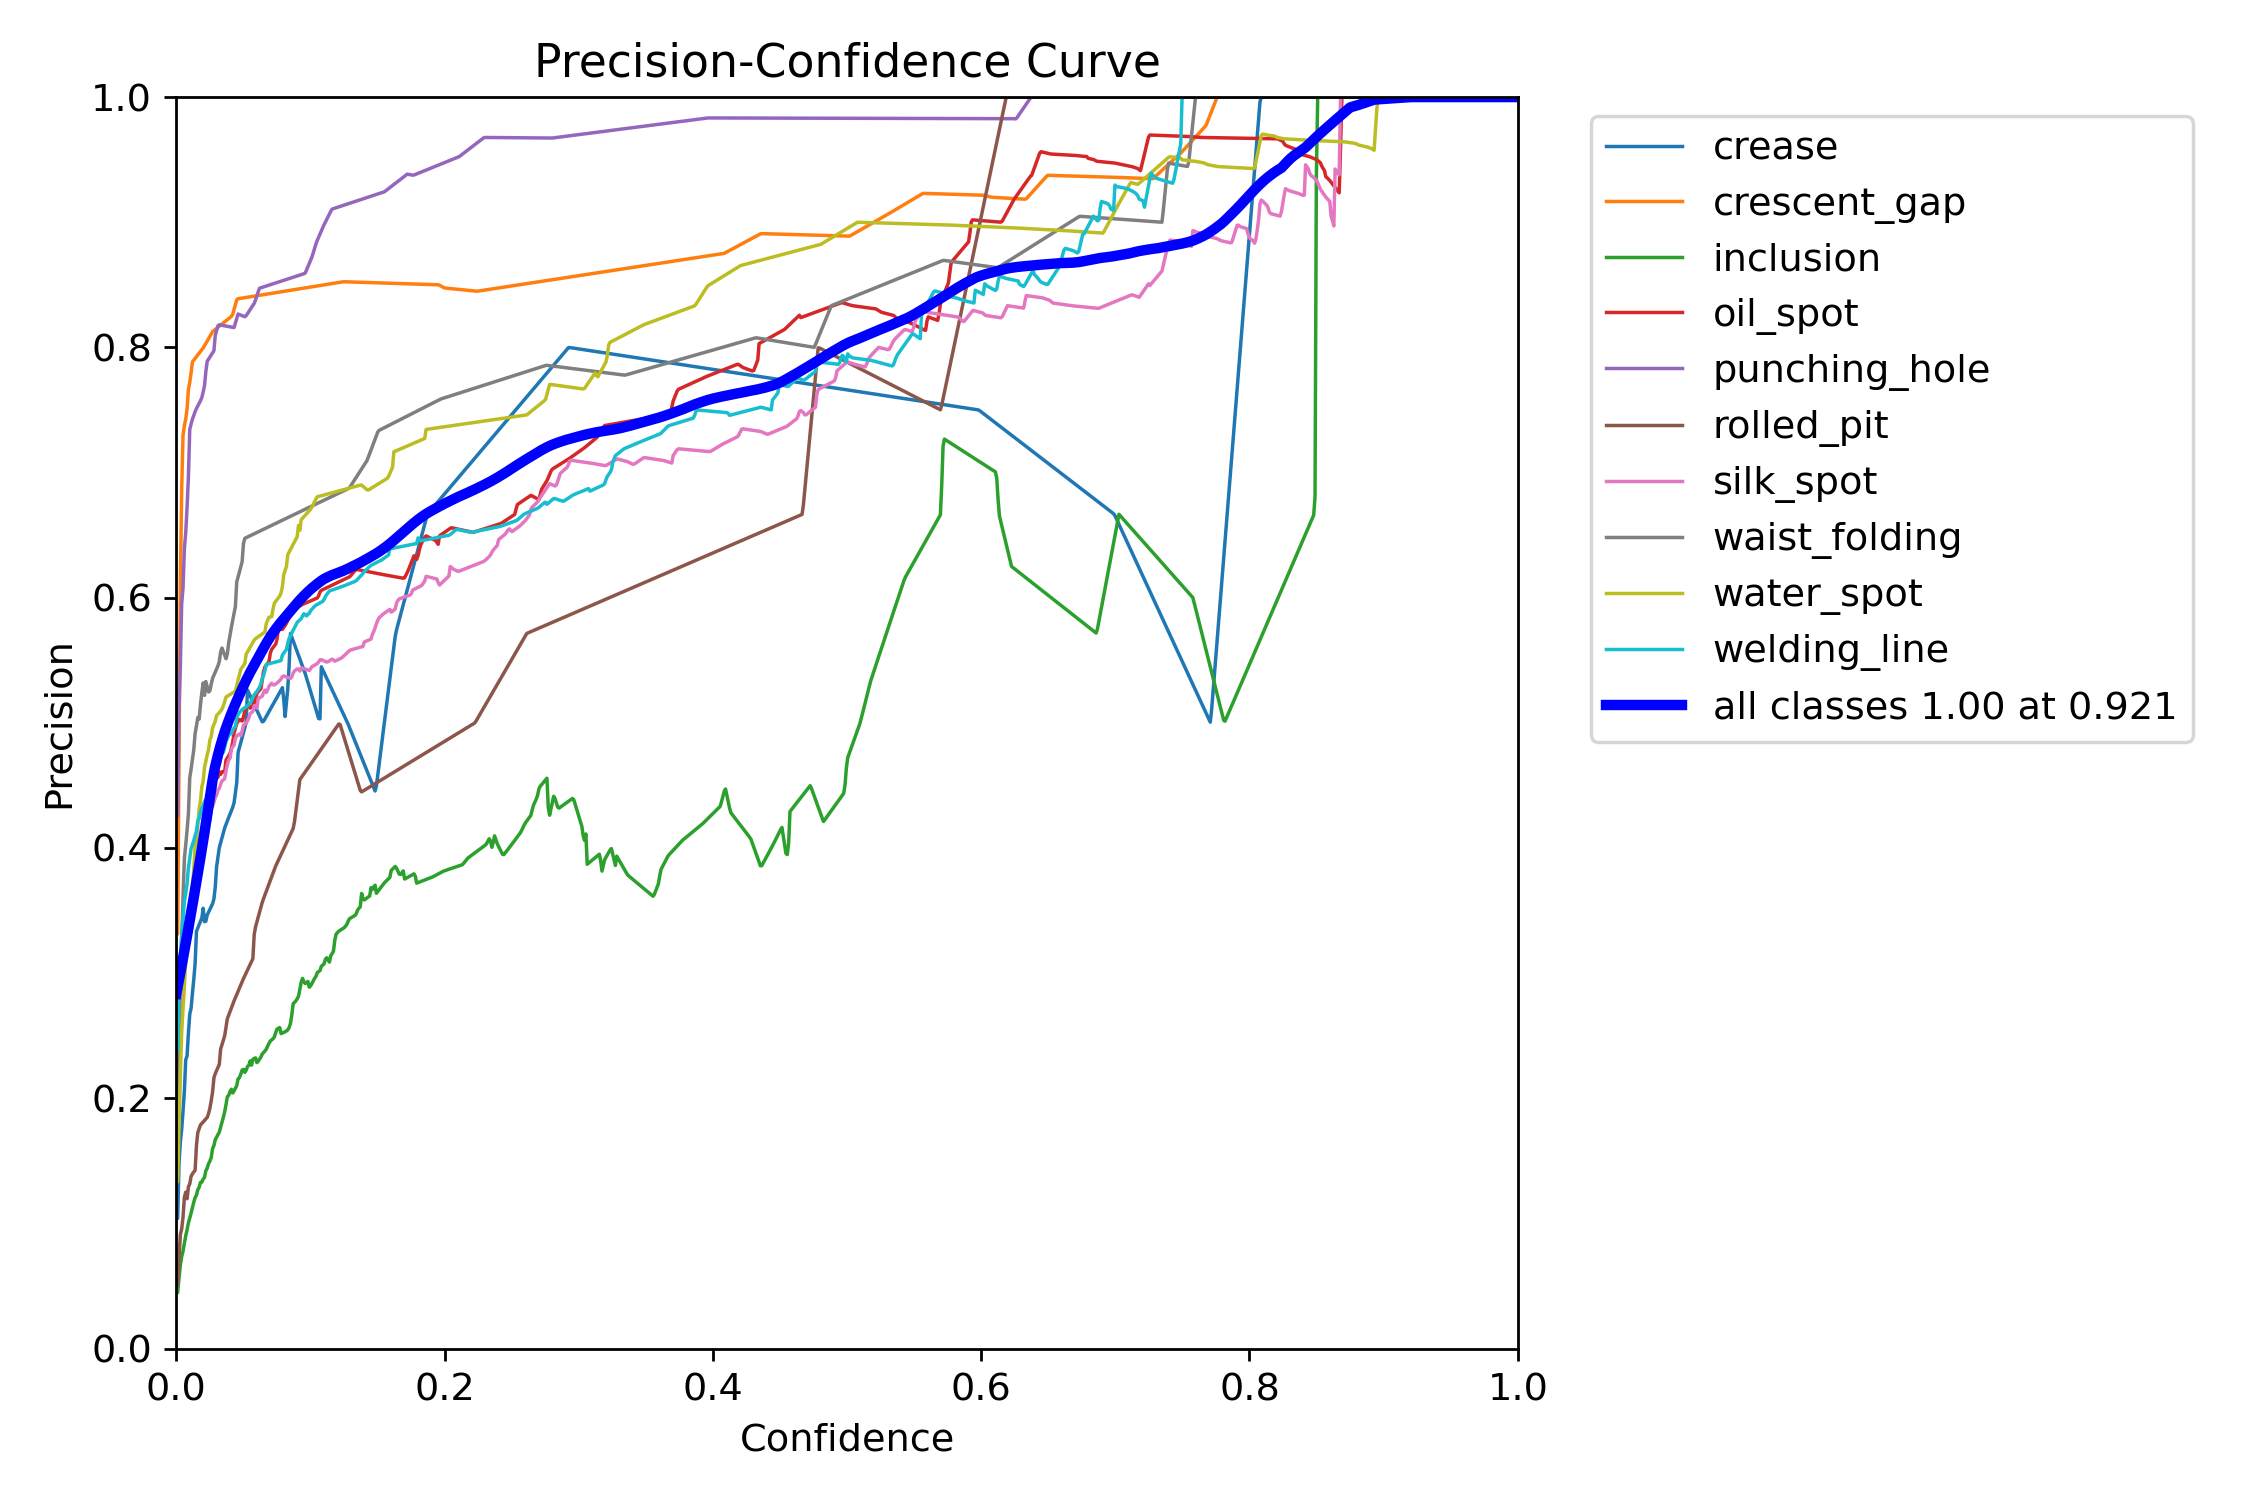 Precision-Confidence Curve
1.0
0.8
0.6
0.4
0.2
0.0
Precision
0.0 0.2 0.4 0.6 0.8 1.0
Confidence
crease
crescent_gap
inclusion
oil_spot
punching_hole
rolled_pit
silk_spot
waist_folding
water_spot
welding_line
all classes 1.00 at 0.921